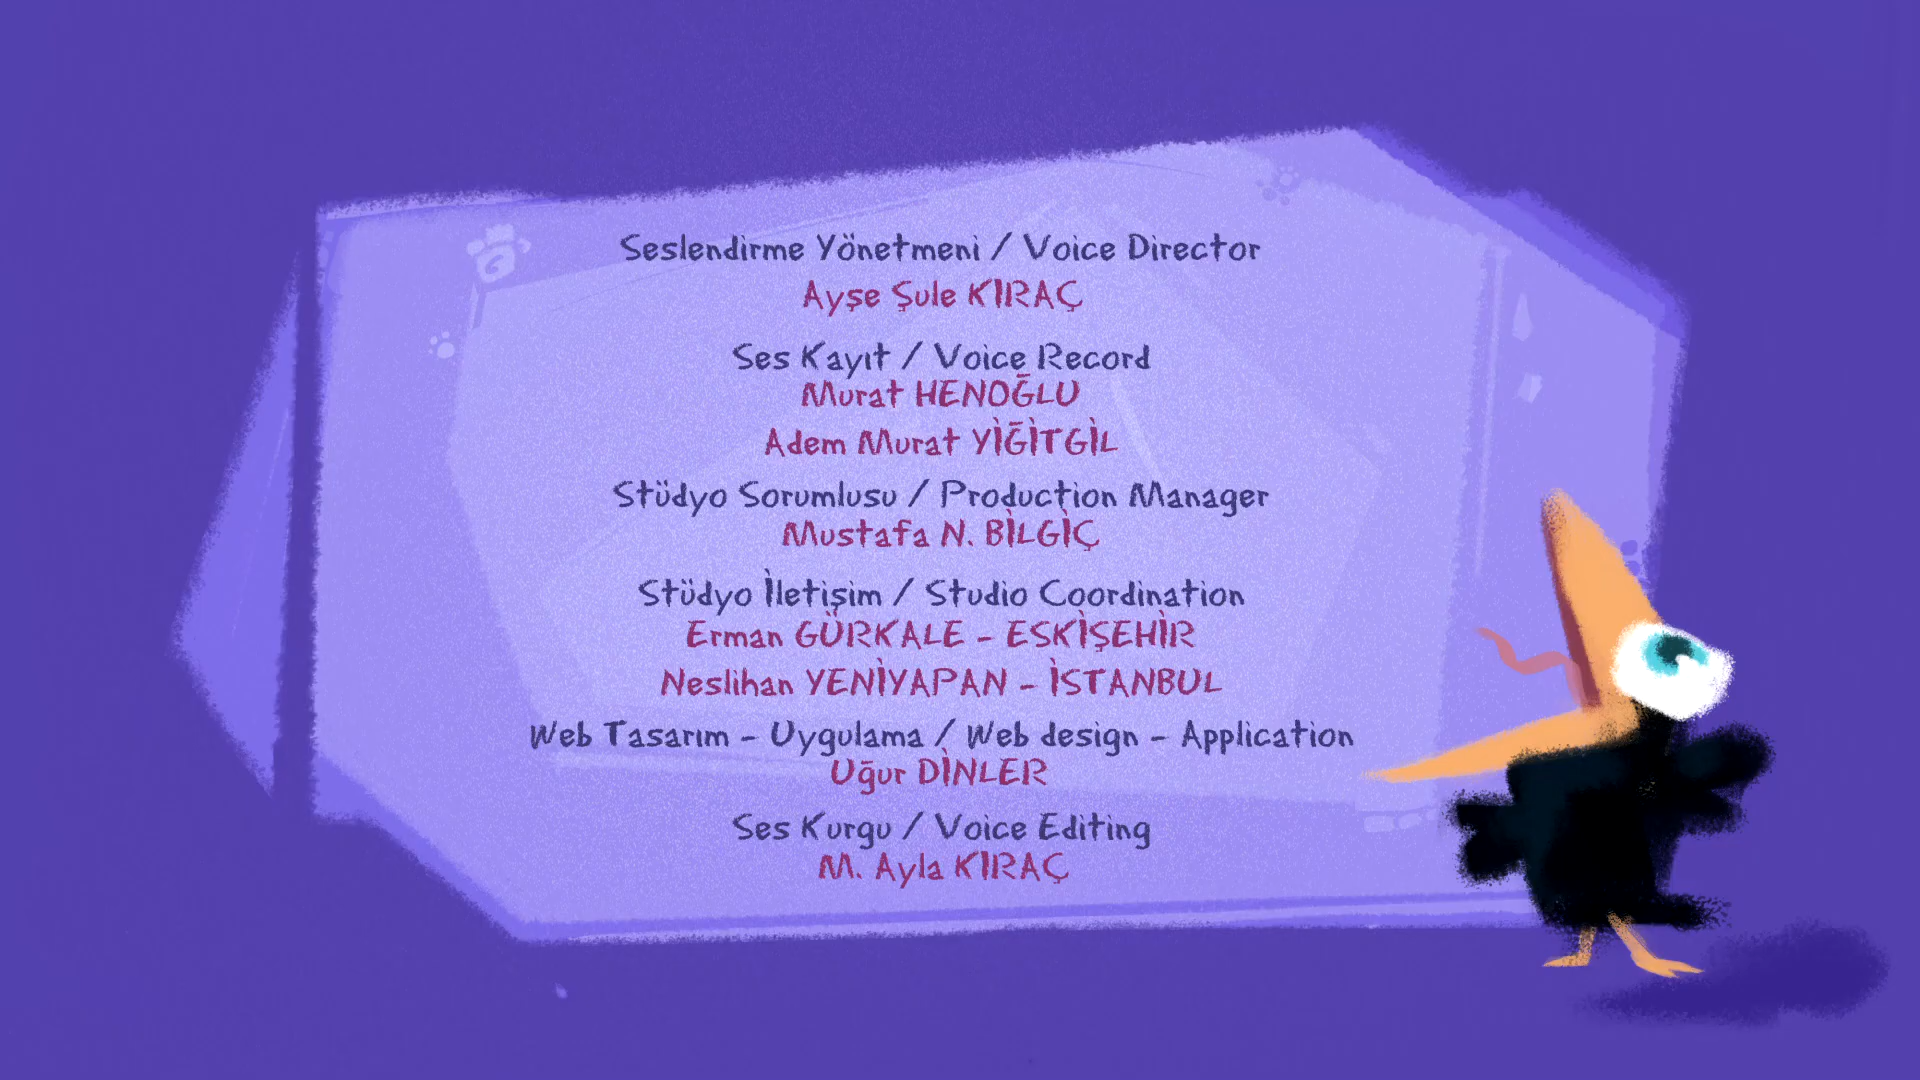 Seslendirme Yönetmeni / Voice Director
Ayşe Şule KIRAÇ
Ses Kayıt / Voice Record
Murat HENOĞLU
Adem Murat YİĞİTGİL
Stüdyo Sorumlusu / Production Manager
Mustafa N. BİLGİÇ
Stüdyo İletişim / Studio Coordination
Erman GÜRKALE - ESKİŞEHİR
Neslihan YENİYAPAN - İSTANBUL
Web Tasarım - Uygulama / Web design - Application
Uğur DİNLER
Ses Kurgu / Voice Editing
M. Ayla KIRAÇ